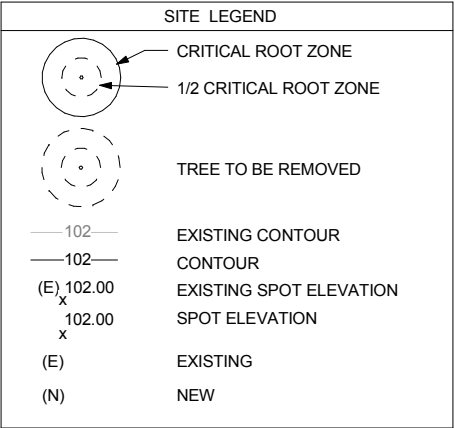 SITE LEGEND
CRITICAL ROOT ZONE
1/2 CRITICAL ROOT ZONE
TREE TO BE REMOVED
102 EXISTING CONTOUR
102 CONTOUR
(E) 102.00 x EXISTING SPOT ELEVATION
102.00 x SPOT ELEVATION
(E) EXISTING
(N) NEW